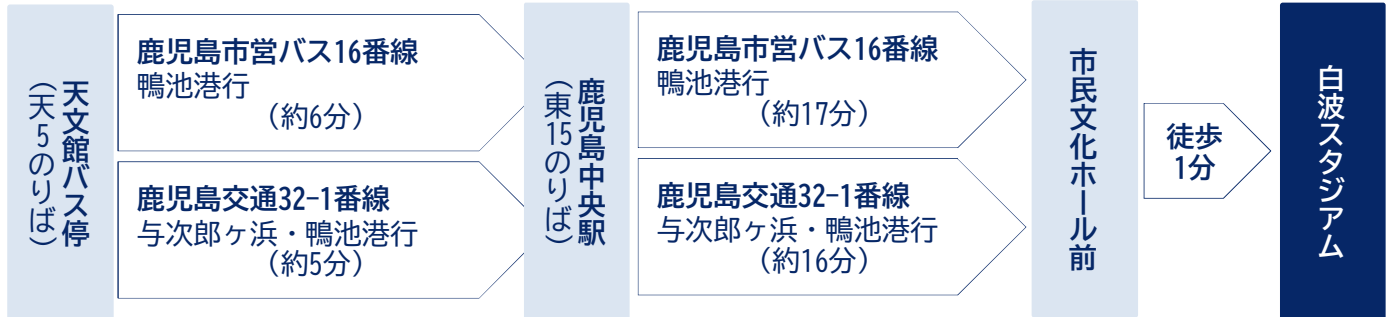 天文館バス停
（天5のりば）
鹿児島市営バス16番線
鴨池港行
（約6分）
鹿児島交通32-1番線
与次郎ヶ浜・鴨池港行
（約5分）
鹿児島中央駅
（東15のりば）
鹿児島市営バス16番線
鴨池港行
（約17分）
鹿児島交通32-1番線
与次郎ヶ浜・鴨池港行
（約16分）
市民文化ホール前
徒歩
1分
白波スタジアム